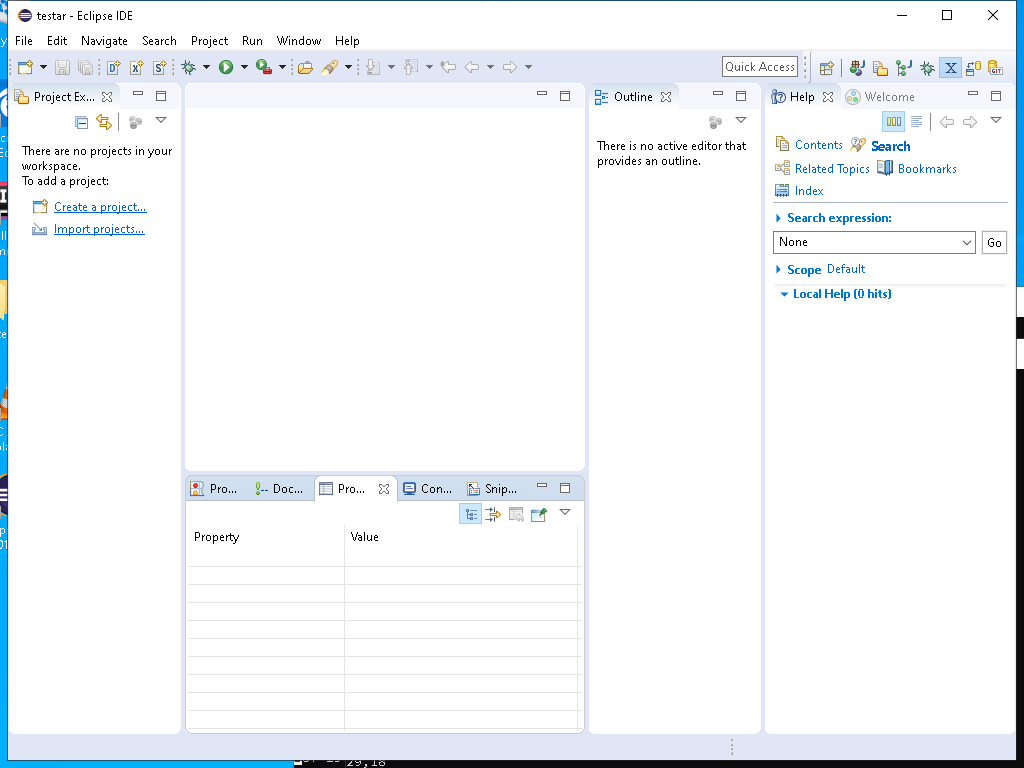 testar - Eclipse IDE
File Edit Navigate Search Project Run Window Help
Quick Access
Project Ex...
There are no projects in your
workspace.
To add a project:
Create a project...
Import projects...
Outline
There is no active editor that
provides an outline.
Help
Welcome
Contents
Search
Related Topics
Bookmarks
Index
Search expression:
None
Go
Scope Default
Local Help (0 hits)
Pro...
Doc...
Pro...
Con...
Snip...
Property
Value